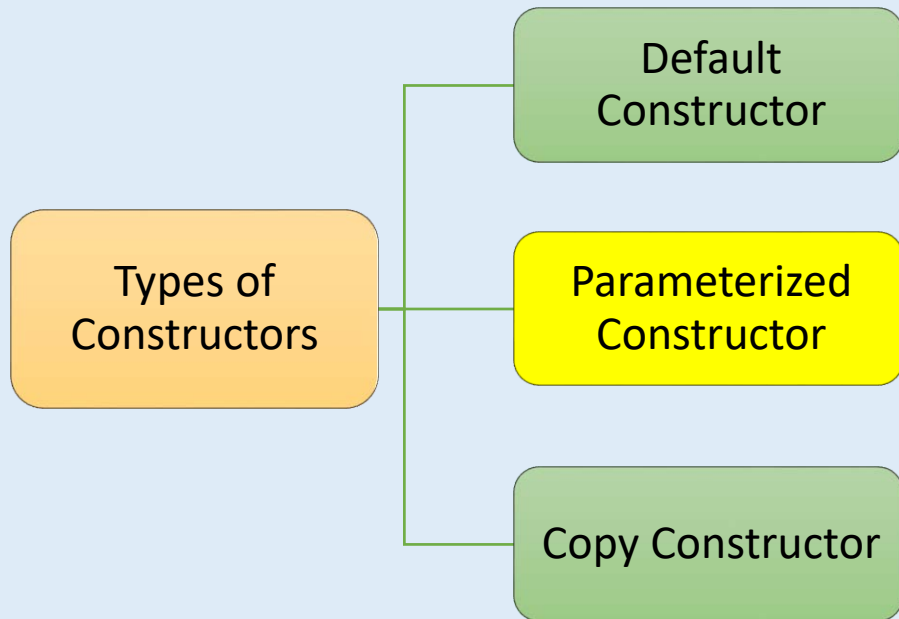 Types of
Constructors
Default
Constructor
Parameterized
Constructor
Copy Constructor